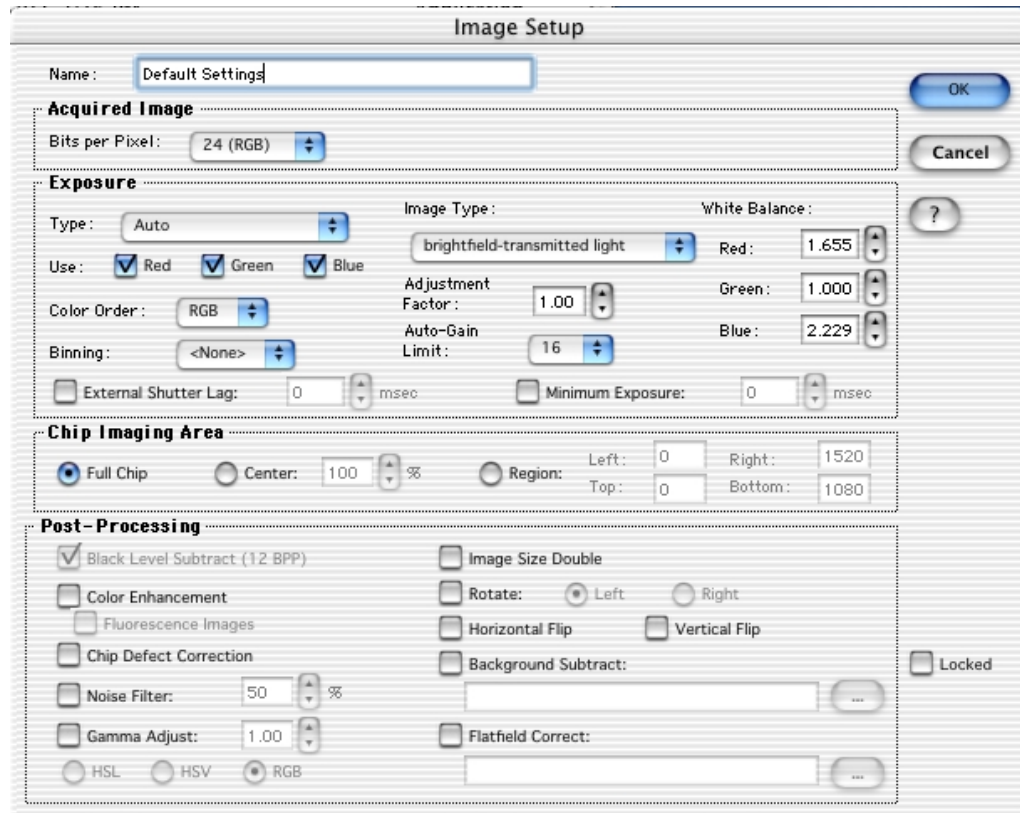 Image Setup
Name: Default Settings
OK
Acquired Image
Bits per Pixel: 24 (RGB)
Cancel
Exposure
Type: Auto
Image Type:
White Balance:
?
brightfield-transmitted light
Red: 1.655
Use: Red Green Blue
Adjustment
Factor: 1.00
Green: 1.000
Color Order: RGB
Auto-Gain
Limit: 16
Blue: 2.229
Binning: <None>
External Shutter Lag: 0 msec
Minimum Exposure: 0 msec
Chip Imaging Area
Full Chip
Center: 100 %
Region:
Left: 0 Right: 1520
Top: 0 Bottom: 1080
Post-Processing
Black Level Subtract (12 BPP)
Image Size Double
Color Enhancement
Rotate: Left Right
Fluorescence Images
Horizontal Flip Vertical Flip
Chip Defect Correction
Background Subtract:
Locked
Noise Filter: 50 %
...
Gamma Adjust: 1.00
Flatfield Correct:
HSL HSV RGB
...